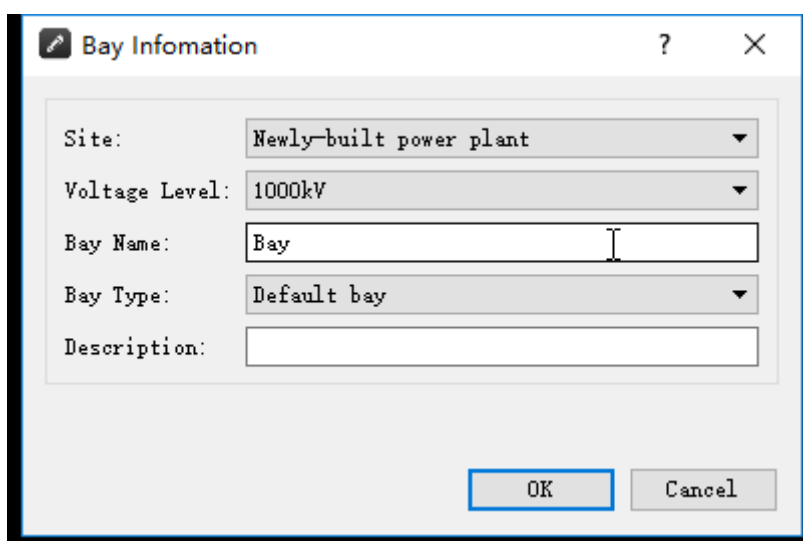 Bay Infomation ?
Site: Newly-built power plant
Voltage Level: 1000kV
Bay Name: Bay
Bay Type: Default bay
Description:
OK Cancel